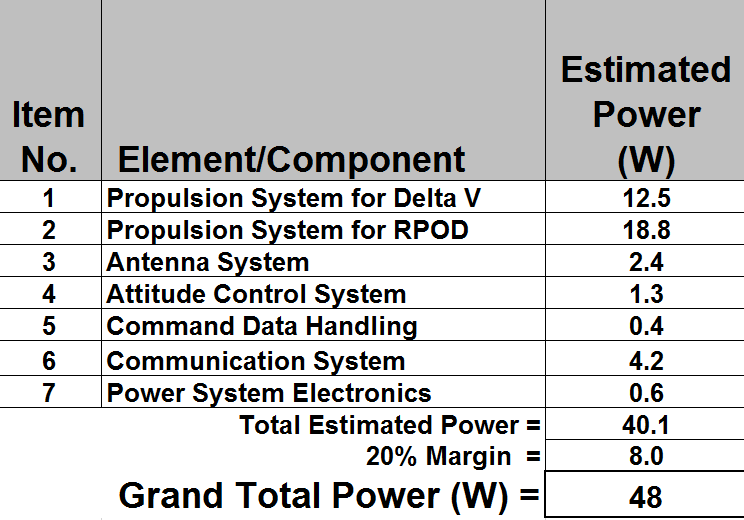 Item No. Element/Component Estimated Power (W)
1 Propulsion System for Delta V 12.5
2 Propulsion System for RPOD 18.8
3 Antenna System 2.4
4 Attitude Control System 1.3
5 Command Data Handling 0.4
6 Communication System 4.2
7 Power System Electronics 0.6
Total Estimated Power = 40.1
20% Margin = 8.0
Grand Total Power (W) = 48